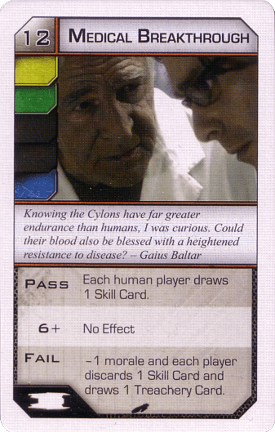 12 MEDICAL BREAKTHROUGH
Knowing the Cylons have far greater
endurance than humans, I was curious. Could
their blood also be blessed with a heightened
resistance to disease? – Gaius Baltar
PASS Each human player draws
1 Skill Card.
6+ No Effect
FAIL -1 morale and each player
discards 1 Skill Card and
draws 1 Treachery Card.